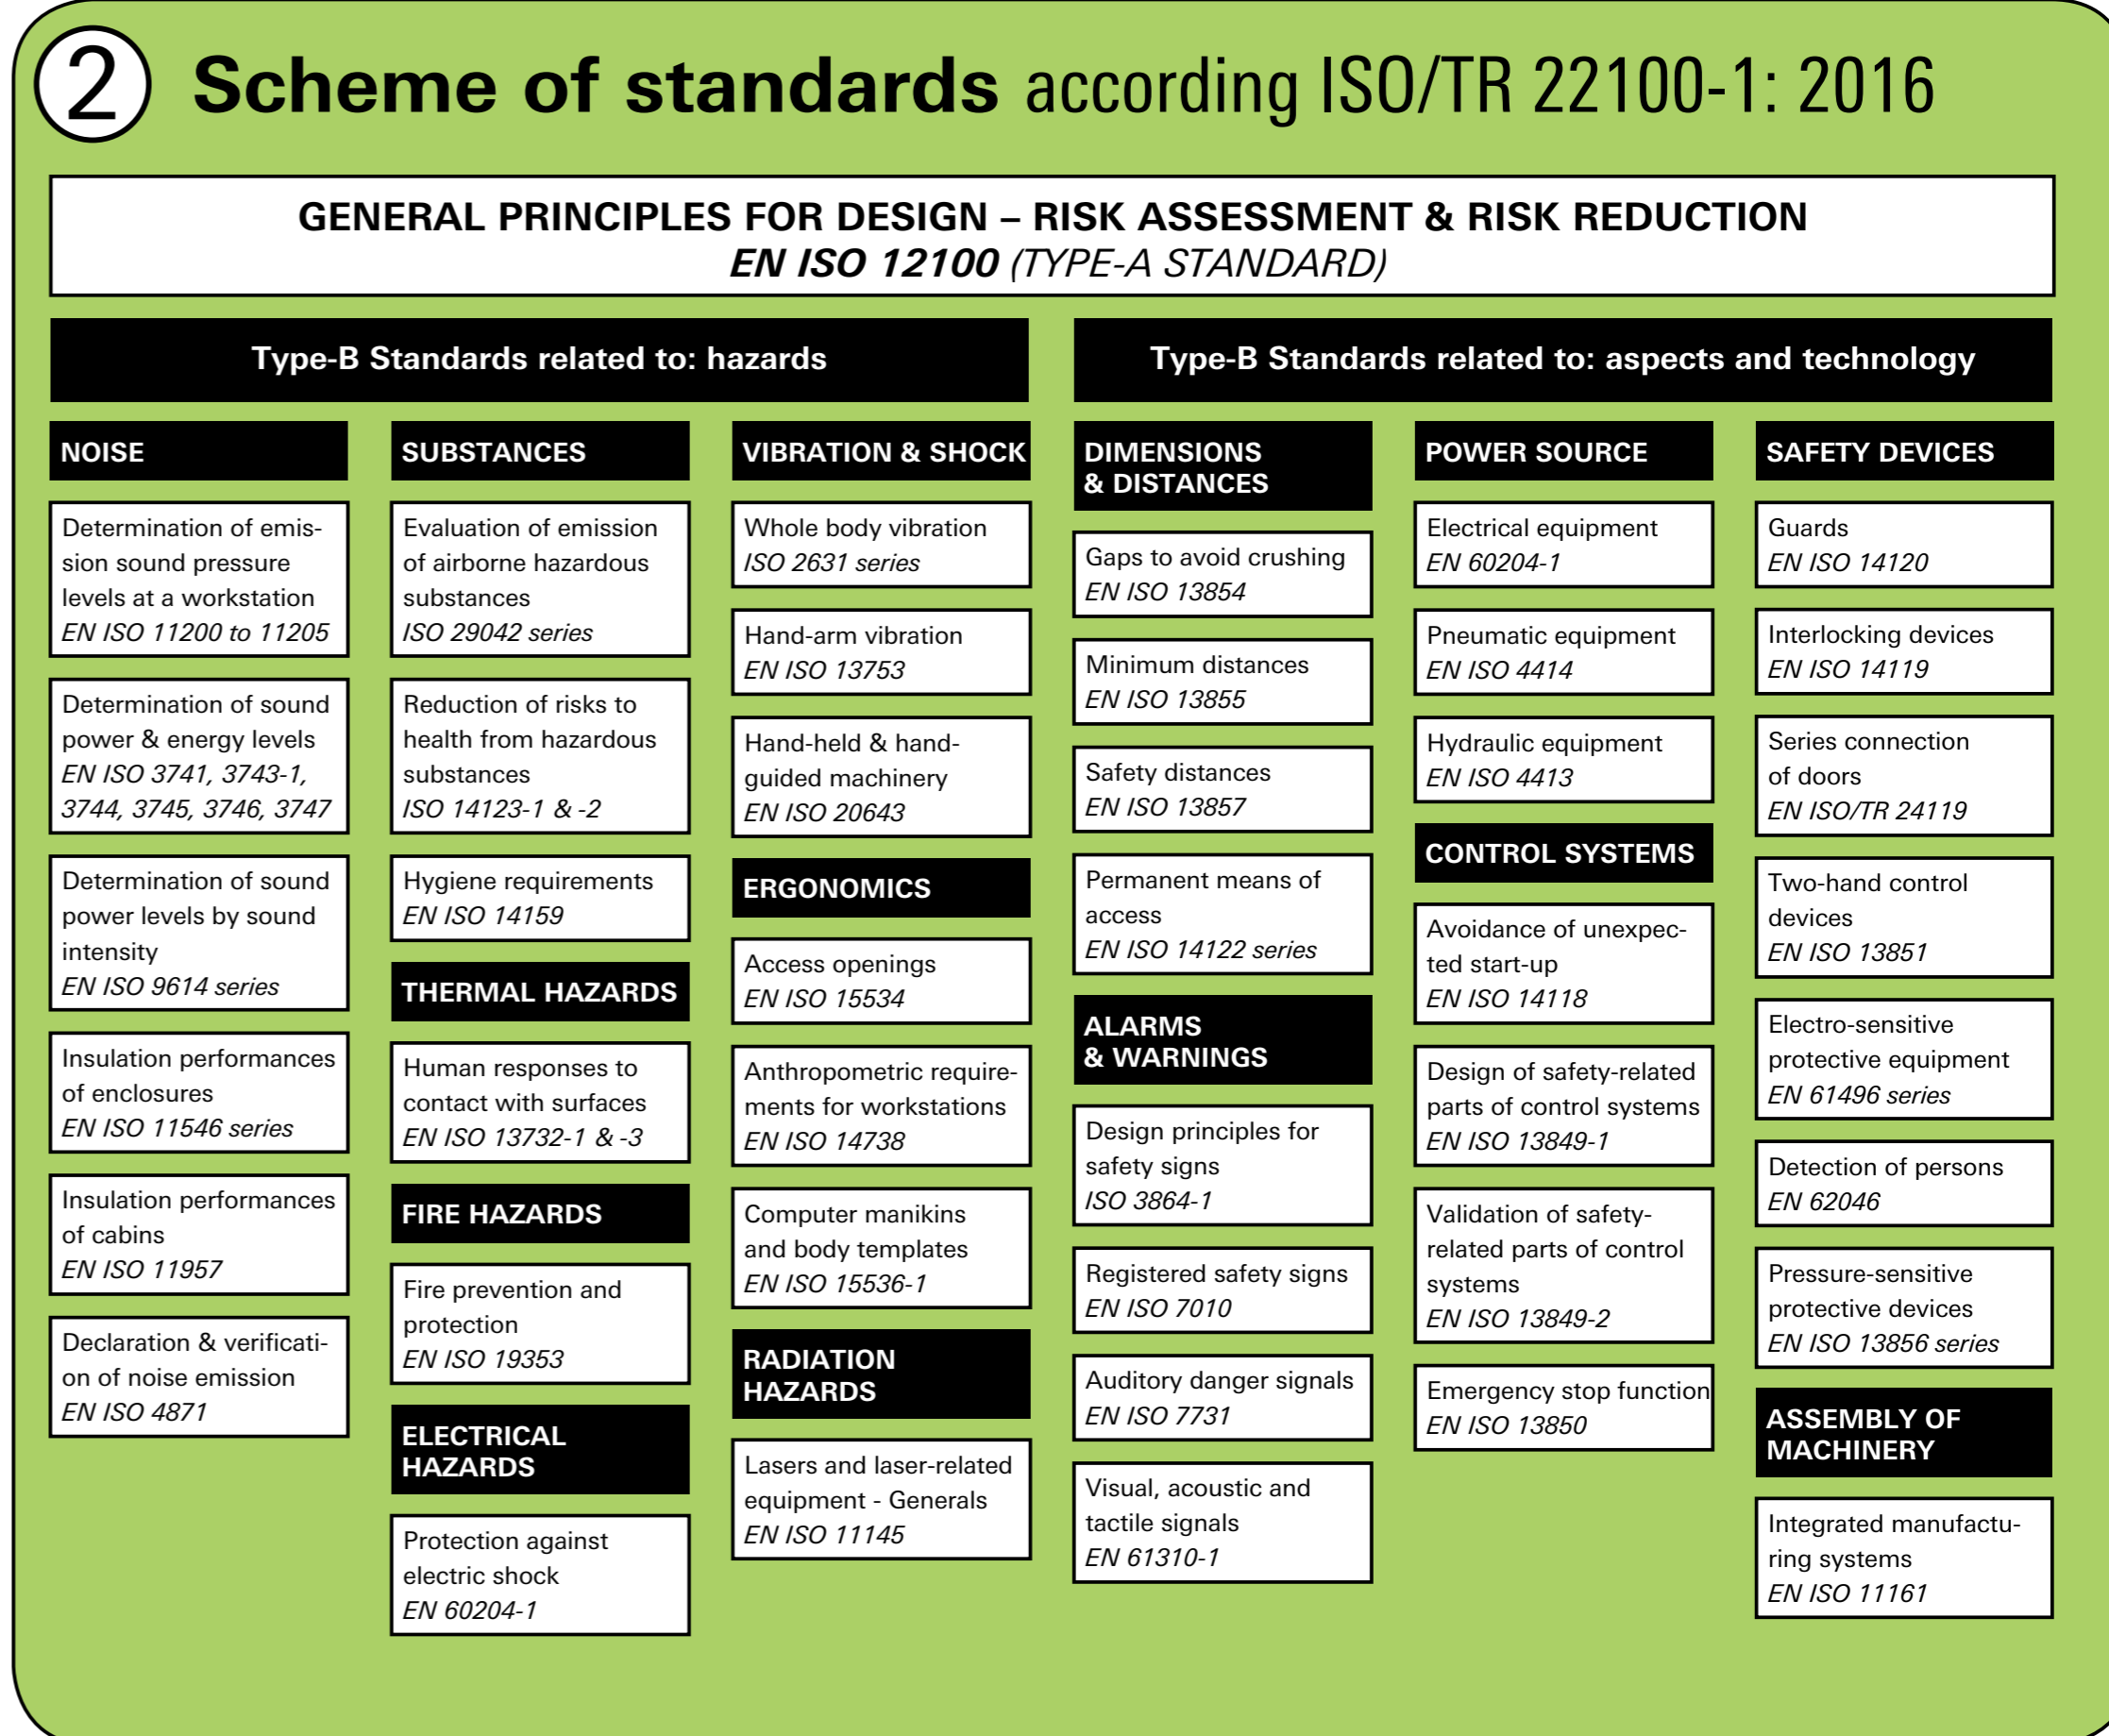 2
Scheme of standards according ISO/TR 22100-1: 2016
GENERAL PRINCIPLES FOR DESIGN – RISK ASSESSMENT & RISK REDUCTION
EN ISO 12100 (TYPE-A STANDARD)
Type-B Standards related to: hazards
NOISE
Determination of emis-
sion sound pressure
levels at a workstation
EN ISO 11200 to 11205
Determination of sound
power & energy levels
EN ISO 3741, 3743-1,
3744, 3745, 3746, 3747
Determination of sound
power levels by sound
intensity
EN ISO 9614 series
Insulation performances
of enclosures
EN ISO 11546 series
Insulation performances
of cabins
EN ISO 11957
Declaration & verificati-
on of noise emission
EN ISO 4871
SUBSTANCES
Evaluation of emission
of airborne hazardous
substances
ISO 29042 series
Reduction of risks to
health from hazardous
substances
ISO 14123-1 & -2
Hygiene requirements
EN ISO 14159
THERMAL HAZARDS
Human responses to
contact with surfaces
EN ISO 13732-1 & -3
FIRE HAZARDS
Fire prevention and
protection
EN ISO 19353
ELECTRICAL
HAZARDS
Protection against
electric shock
EN 60204-1
VIBRATION & SHOCK
Whole body vibration
ISO 2631 series
Hand-arm vibration
EN ISO 13753
Hand-held & hand-
guided machinery
EN ISO 20643
ERGONOMICS
Access openings
EN ISO 15534
Anthropometric require-
ments for workstations
EN ISO 14738
Computer manikins
and body templates
EN ISO 15536-1
RADIATION
HAZARDS
Lasers and laser-related
equipment - Generals
EN ISO 11145
Type-B Standards related to: aspects and technology
DIMENSIONS
& DISTANCES
Gaps to avoid crushing
EN ISO 13854
Minimum distances
EN ISO 13855
Safety distances
EN ISO 13857
Permanent means of
access
EN ISO 14122 series
ALARMS
& WARNINGS
Design principles for
safety signs
ISO 3864-1
Registered safety signs
EN ISO 7010
Auditory danger signals
EN ISO 7731
Visual, acoustic and
tactile signals
EN 61310-1
POWER SOURCE
Electrical equipment
EN 60204-1
Pneumatic equipment
EN ISO 4414
Hydraulic equipment
EN ISO 4413
CONTROL SYSTEMS
Avoidance of unexpec-
ted start-up
EN ISO 14118
Design of safety-related
parts of control systems
EN ISO 13849-1
Validation of safety-
related parts of control
systems
EN ISO 13849-2
Emergency stop function
EN ISO 13850
SAFETY DEVICES
Guards
EN ISO 14120
Interlocking devices
EN ISO 14119
Series connection
of doors
EN ISO/TR 24119
Two-hand control
devices
EN ISO 13851
Electro-sensitive
protective equipment
EN 61496 series
Detection of persons
EN 62046
Pressure-sensitive
protective devices
EN ISO 13856 series
ASSEMBLY OF
MACHINERY
Integrated manufactu-
ring systems
EN ISO 11161